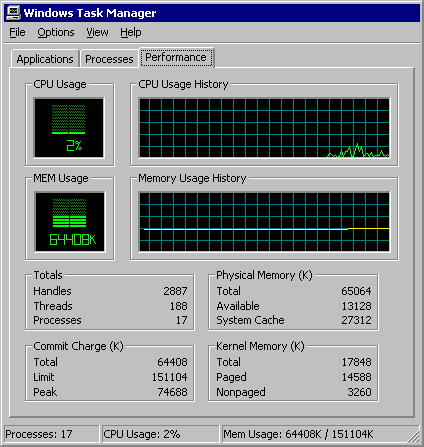 Windows Task Manager
File Options View Help
Applications Processes Performance
CPU Usage CPU Usage History
2%
MEM Usage Memory Usage History
64408K
Totals Physical Memory (K)
Handles 2887 Total 65064
Threads 188 Available 13128
Processes 17 System Cache 27312
Commit Charge (K) Kernel Memory (K)
Total 64408 Total 17848
Limit 151104 Paged 14588
Peak 74688 Nonpaged 3260
Processes: 17 CPU Usage: 2% Mem Usage: 64408K / 151104K